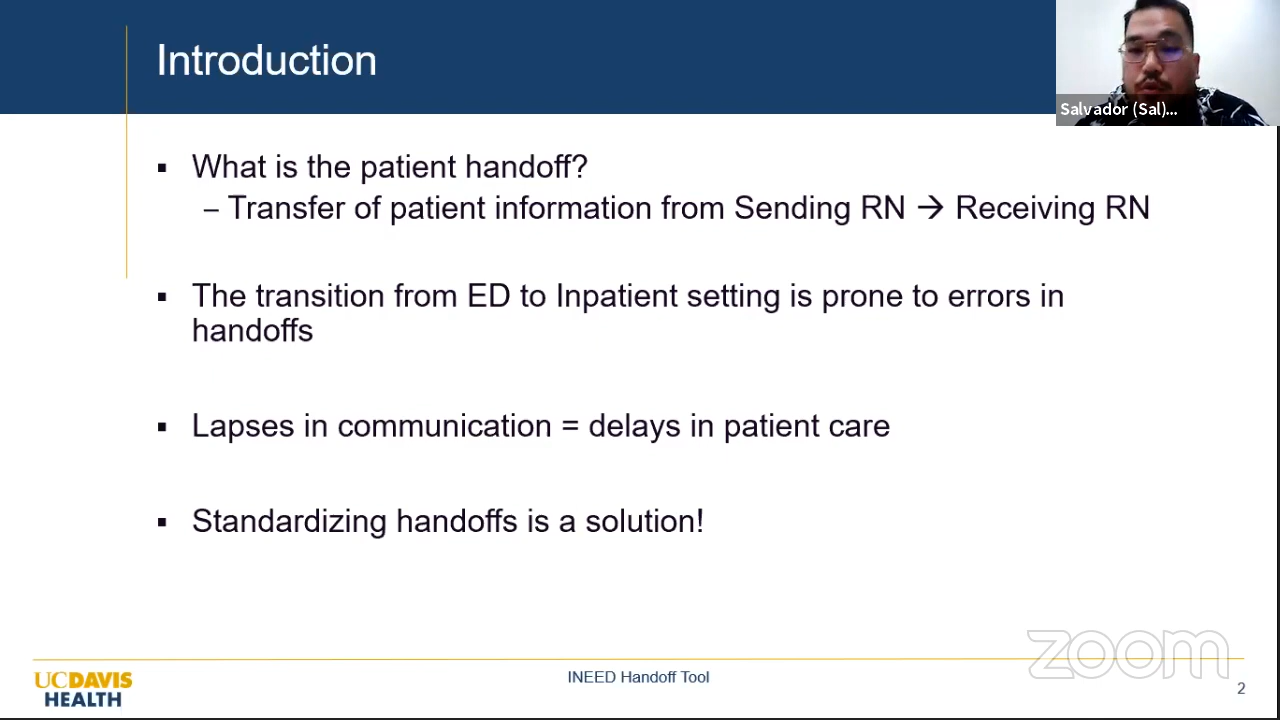 Introduction
Salvador (Sal)...
▪ What is the patient handoff?
– Transfer of patient information from Sending RN → Receiving RN
▪ The transition from ED to Inpatient setting is prone to errors in
handoffs
▪ Lapses in communication = delays in patient care
▪ Standardizing handoffs is a solution!
zoom
UCDAVIS
HEALTH
INEED Handoff Tool
2